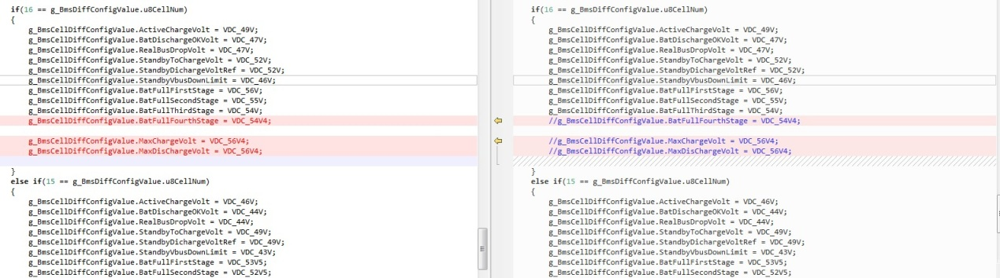 if(16 == g_BmsDiffConfigValue.u8CellNum)
{
g_BmsCellDiffConfigValue.ActiveChargeVolt = VDC_49V;
g_BmsCellDiffConfigValue.BatDischargeOKVolt = VDC_47V;
g_BmsCellDiffConfigValue.RealBusDropVolt = VDC_47V;
g_BmsCellDiffConfigValue.StandbyToChargeVolt = VDC_52V;
g_BmsCellDiffConfigValue.StandbyDichargeVoltRef = VDC_52V;
g_BmsCellDiffConfigValue.StandbyVbusDownLimit = VDC_46V;
g_BmsCellDiffConfigValue.BatFullFirstStage = VDC_56V;
g_BmsCellDiffConfigValue.BatFullSecondStage = VDC_55V;
g_BmsCellDiffConfigValue.BatFullThirdStage = VDC_54V;
g_BmsCellDiffConfigValue.BatFullFourthStage = VDC_54V4;
g_BmsCellDiffConfigValue.MaxChargeVolt = VDC_56V4;
g_BmsCellDiffConfigValue.MaxDisChargeVolt = VDC_56V4;
}
else if(15 == g_BmsDiffConfigValue.u8CellNum)
{
g_BmsCellDiffConfigValue.ActiveChargeVolt = VDC_46V;
g_BmsCellDiffConfigValue.BatDischargeOKVolt = VDC_44V;
g_BmsCellDiffConfigValue.RealBusDropVolt = VDC_44V;
g_BmsCellDiffConfigValue.StandbyToChargeVolt = VDC_49V;
g_BmsCellDiffConfigValue.StandbyDichargeVoltRef = VDC_49V;
g_BmsCellDiffConfigValue.StandbyVbusDownLimit = VDC_43V;
g_BmsCellDiffConfigValue.BatFullFirstStage = VDC_53V5;
g_BmsCellDiffConfigValue.BatFullSecondStage = VDC_52V5;
if(16 == g_BmsDiffConfigValue.u8CellNum)
{
g_BmsCellDiffConfigValue.ActiveChargeVolt = VDC_49V;
g_BmsCellDiffConfigValue.BatDischargeOKVolt = VDC_47V;
g_BmsCellDiffConfigValue.RealBusDropVolt = VDC_47V;
g_BmsCellDiffConfigValue.StandbyToChargeVolt = VDC_52V;
g_BmsCellDiffConfigValue.StandbyDichargeVoltRef = VDC_52V;
g_BmsCellDiffConfigValue.StandbyVbusDownLimit = VDC_46V;
g_BmsCellDiffConfigValue.BatFullFirstStage = VDC_56V;
g_BmsCellDiffConfigValue.BatFullSecondStage = VDC_55V;
g_BmsCellDiffConfigValue.BatFullThirdStage = VDC_54V;
//g_BmsCellDiffConfigValue.BatFullFourthStage = VDC_54V4;
//g_BmsCellDiffConfigValue.MaxChargeVolt = VDC_56V4;
//g_BmsCellDiffConfigValue.MaxDisChargeVolt = VDC_56V4;
}
else if(15 == g_BmsDiffConfigValue.u8CellNum)
{
g_BmsCellDiffConfigValue.ActiveChargeVolt = VDC_46V;
g_BmsCellDiffConfigValue.BatDischargeOKVolt = VDC_44V;
g_BmsCellDiffConfigValue.RealBusDropVolt = VDC_44V;
g_BmsCellDiffConfigValue.StandbyToChargeVolt = VDC_49V;
g_BmsCellDiffConfigValue.StandbyDichargeVoltRef = VDC_49V;
g_BmsCellDiffConfigValue.StandbyVbusDownLimit = VDC_43V;
g_BmsCellDiffConfigValue.BatFullFirstStage = VDC_53V5;
g_BmsCellDiffConfigValue.BatFullSecondStage = VDC_52V5;